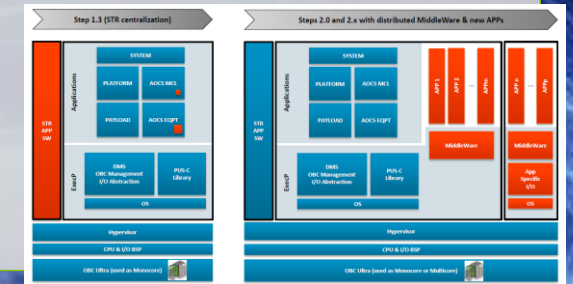 Step 1.3 (STR centralization)
STR
APP
SW
Applications
SYSTEM
PLATFORM
AOCS MCL
PAYLOAD
AOCS EQPT
ExecP
DMS
OBC Management
I/O Abstraction
PUS-C
Library
OS
Hypervisor
CPU & I/O BSP
OBC Ultra (used as Monocore)
Steps 2.0 and 2.x with distributed MiddleWare & new APPs
STR
APP
SW
Applications
SYSTEM
PLATFORM
AOCS MCL
PAYLOAD
AOCS EQPT
ExecP
DMS
OBC Management
I/O Abstraction
PUS-C
Library
OS
APP 1
APP 2
...
APPn
MiddleWare
...
MiddleWare
App
Specific
I/O
OS
Hypervisor
CPU & I/O BSP
OBC Ultra (used as Monocore or Multicore)